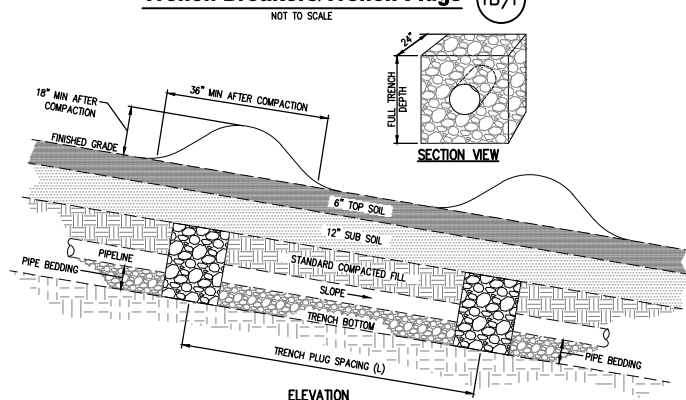 Trench Breakers/Trench Plugs
TB/P
NOT TO SCALE
24"
FULL TRENCH
DEPTH
SECTION VIEW
18" MIN AFTER
COMPACTION
36" MIN AFTER COMPACTION
FINISHED GRADE
6" TOP SOIL
12" SUB SOIL
STANDARD COMPACTED FILL
PIPELINE
PIPE BEDDING
SLOPE
TRENCH BOTTOM
TRENCH PLUG SPACING (L)
PIPE BEDDING
ELEVATION